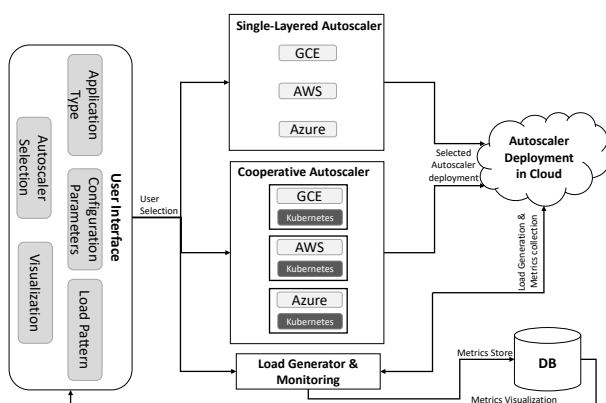 Application
Type
Autoscaler
Selection
Configuration
Parameters
Visualization
Load Pattern
User Interface
User
Selection
Single-Layered Autoscaler
GCE
AWS
Azure
Cooperative Autoscaler
GCE
Kubernetes
AWS
Kubernetes
Azure
Kubernetes
Load Generator &
Monitoring
Selected
Autoscaler
deployment
Autoscaler
Deployment
in Cloud
Load Generation &
Metrics collection
Metrics Store
DB
Metrics Visualization